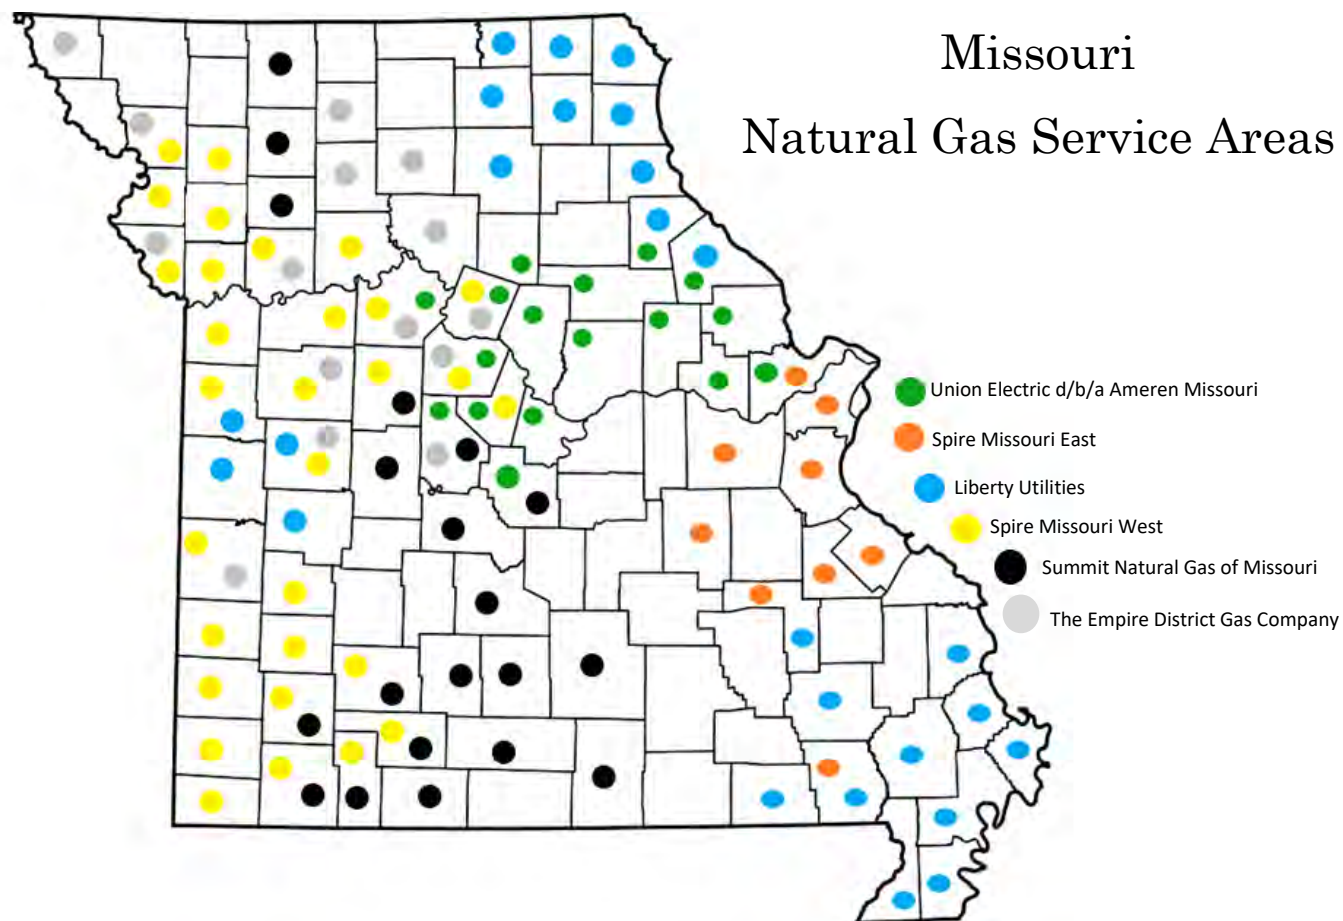 Missouri
Natural Gas Service Areas
Union Electric d/b/a Ameren Missouri
Spire Missouri East
Liberty Utilities
Spire Missouri West
Summit Natural Gas of Missouri
The Empire District Gas Company